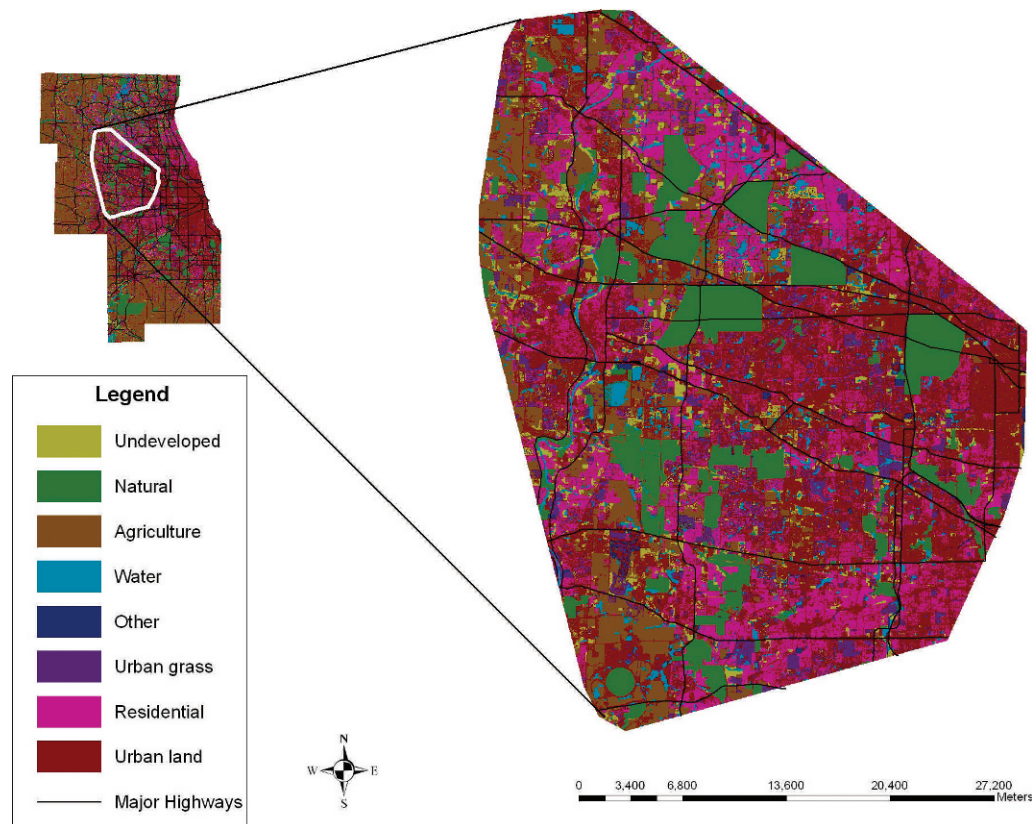 Legend
Undeveloped
Natural
Agriculture
Water
Other
Urban grass
Residential
Urban land
Major Highways
N
W E
S
0 3,400 6,800 13,600 20,400 27,200
Meters